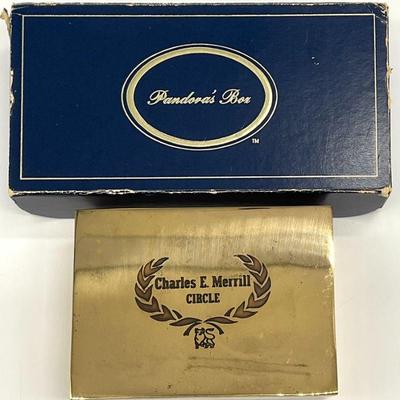 Pandora's Box
TM
Charles E. Merrill
CIRCLE